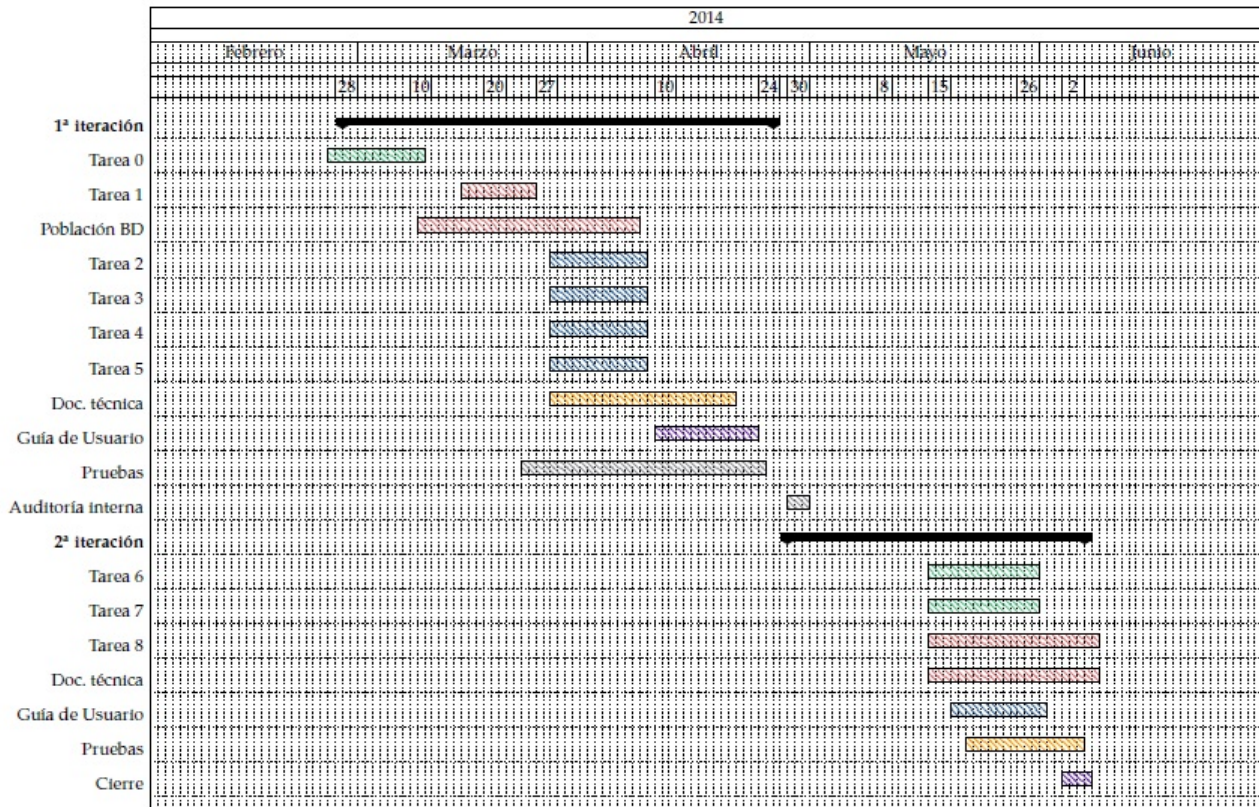 2014
Febrero Marzo Abril Mayo Junio
28 10 20 27 10 24 30 8 15 26 2
1ª iteración
Tarea 0
Tarea 1
Población BD
Tarea 2
Tarea 3
Tarea 4
Tarea 5
Doc. técnica
Guía de Usuario
Pruebas
Auditoría interna
2ª iteración
Tarea 6
Tarea 7
Tarea 8
Doc. técnica
Guía de Usuario
Pruebas
Cierre